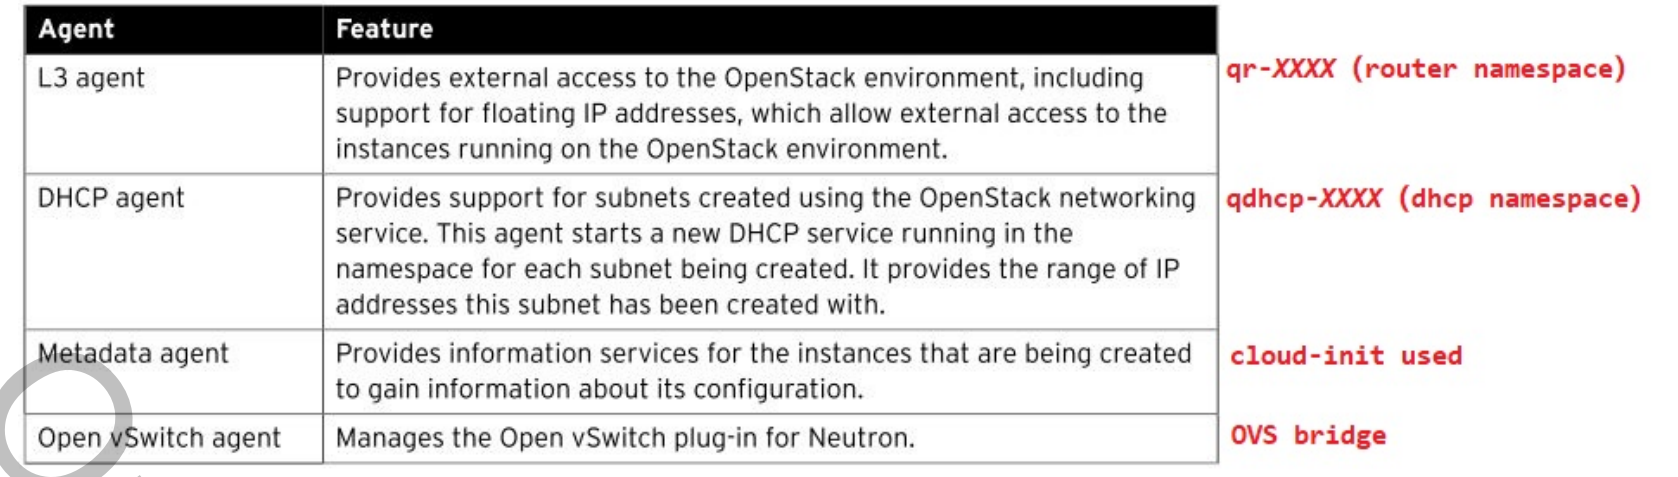 Agent Feature
L3 agent Provides external access to the OpenStack environment, including qr-XXXX (router namespace)
support for floating IP addresses, which allow external access to the
instances running on the OpenStack environment.
DHCP agent Provides support for subnets created using the OpenStack networking qdhcp-XXXX (dhcp namespace)
service. This agent starts a new DHCP service running in the
namespace for each subnet being created. It provides the range of IP
addresses this subnet has been created with.
Metadata agent Provides information services for the instances that are being created cloud-init used
to gain information about its configuration.
Open vSwitch agent Manages the Open vSwitch plug-in for Neutron. OVS bridge